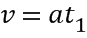 v = at₁